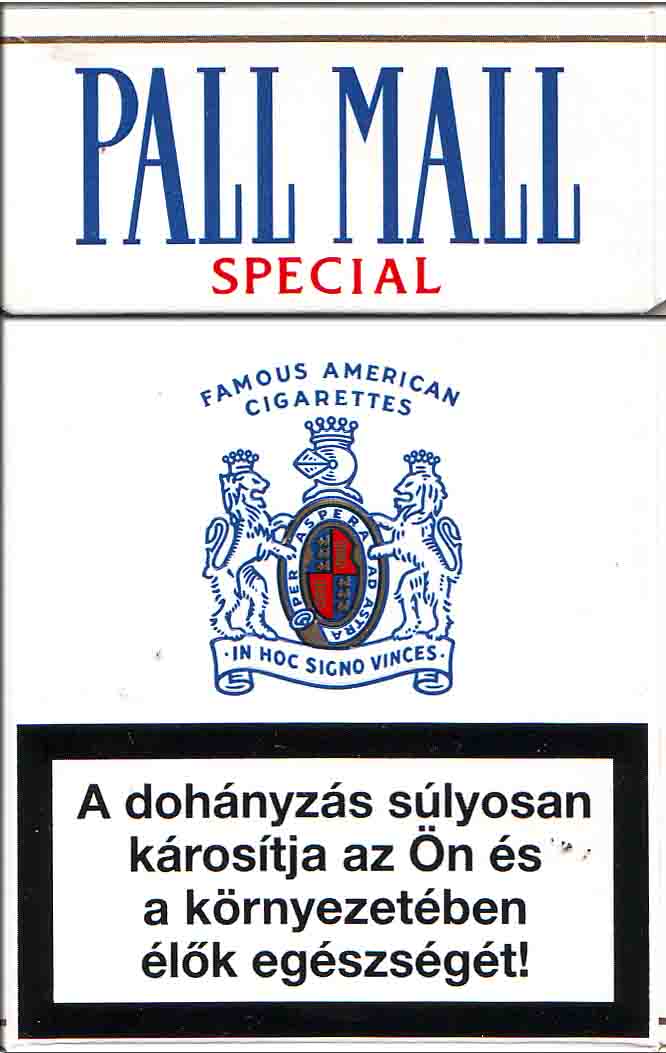 PALL MALL
SPECIAL
FAMOUS AMERICAN
CIGARETTES
PER ASPERA AD ASTRA
·IN HOC SIGNO VINCES·
A dohányzás súlyosan
károsítja az Ön és
a környezetében
élők egészségét!